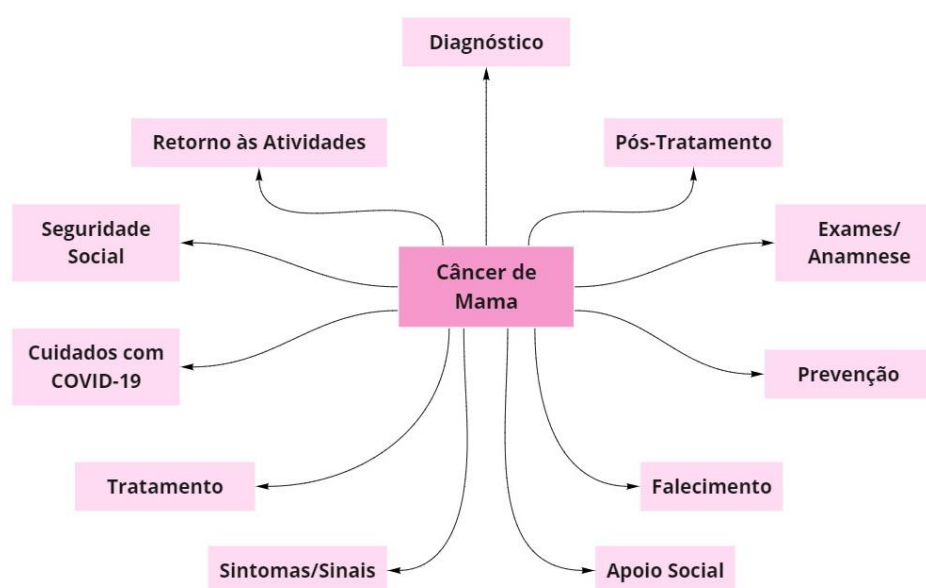 Diagnóstico
Retorno às Atividades
Pós-Tratamento
Seguridade
Social
Exames/
Anamnese
Câncer de
Mama
Cuidados com
COVID-19
Prevenção
Tratamento
Falecimento
Sintomas/Sinais
Apoio Social